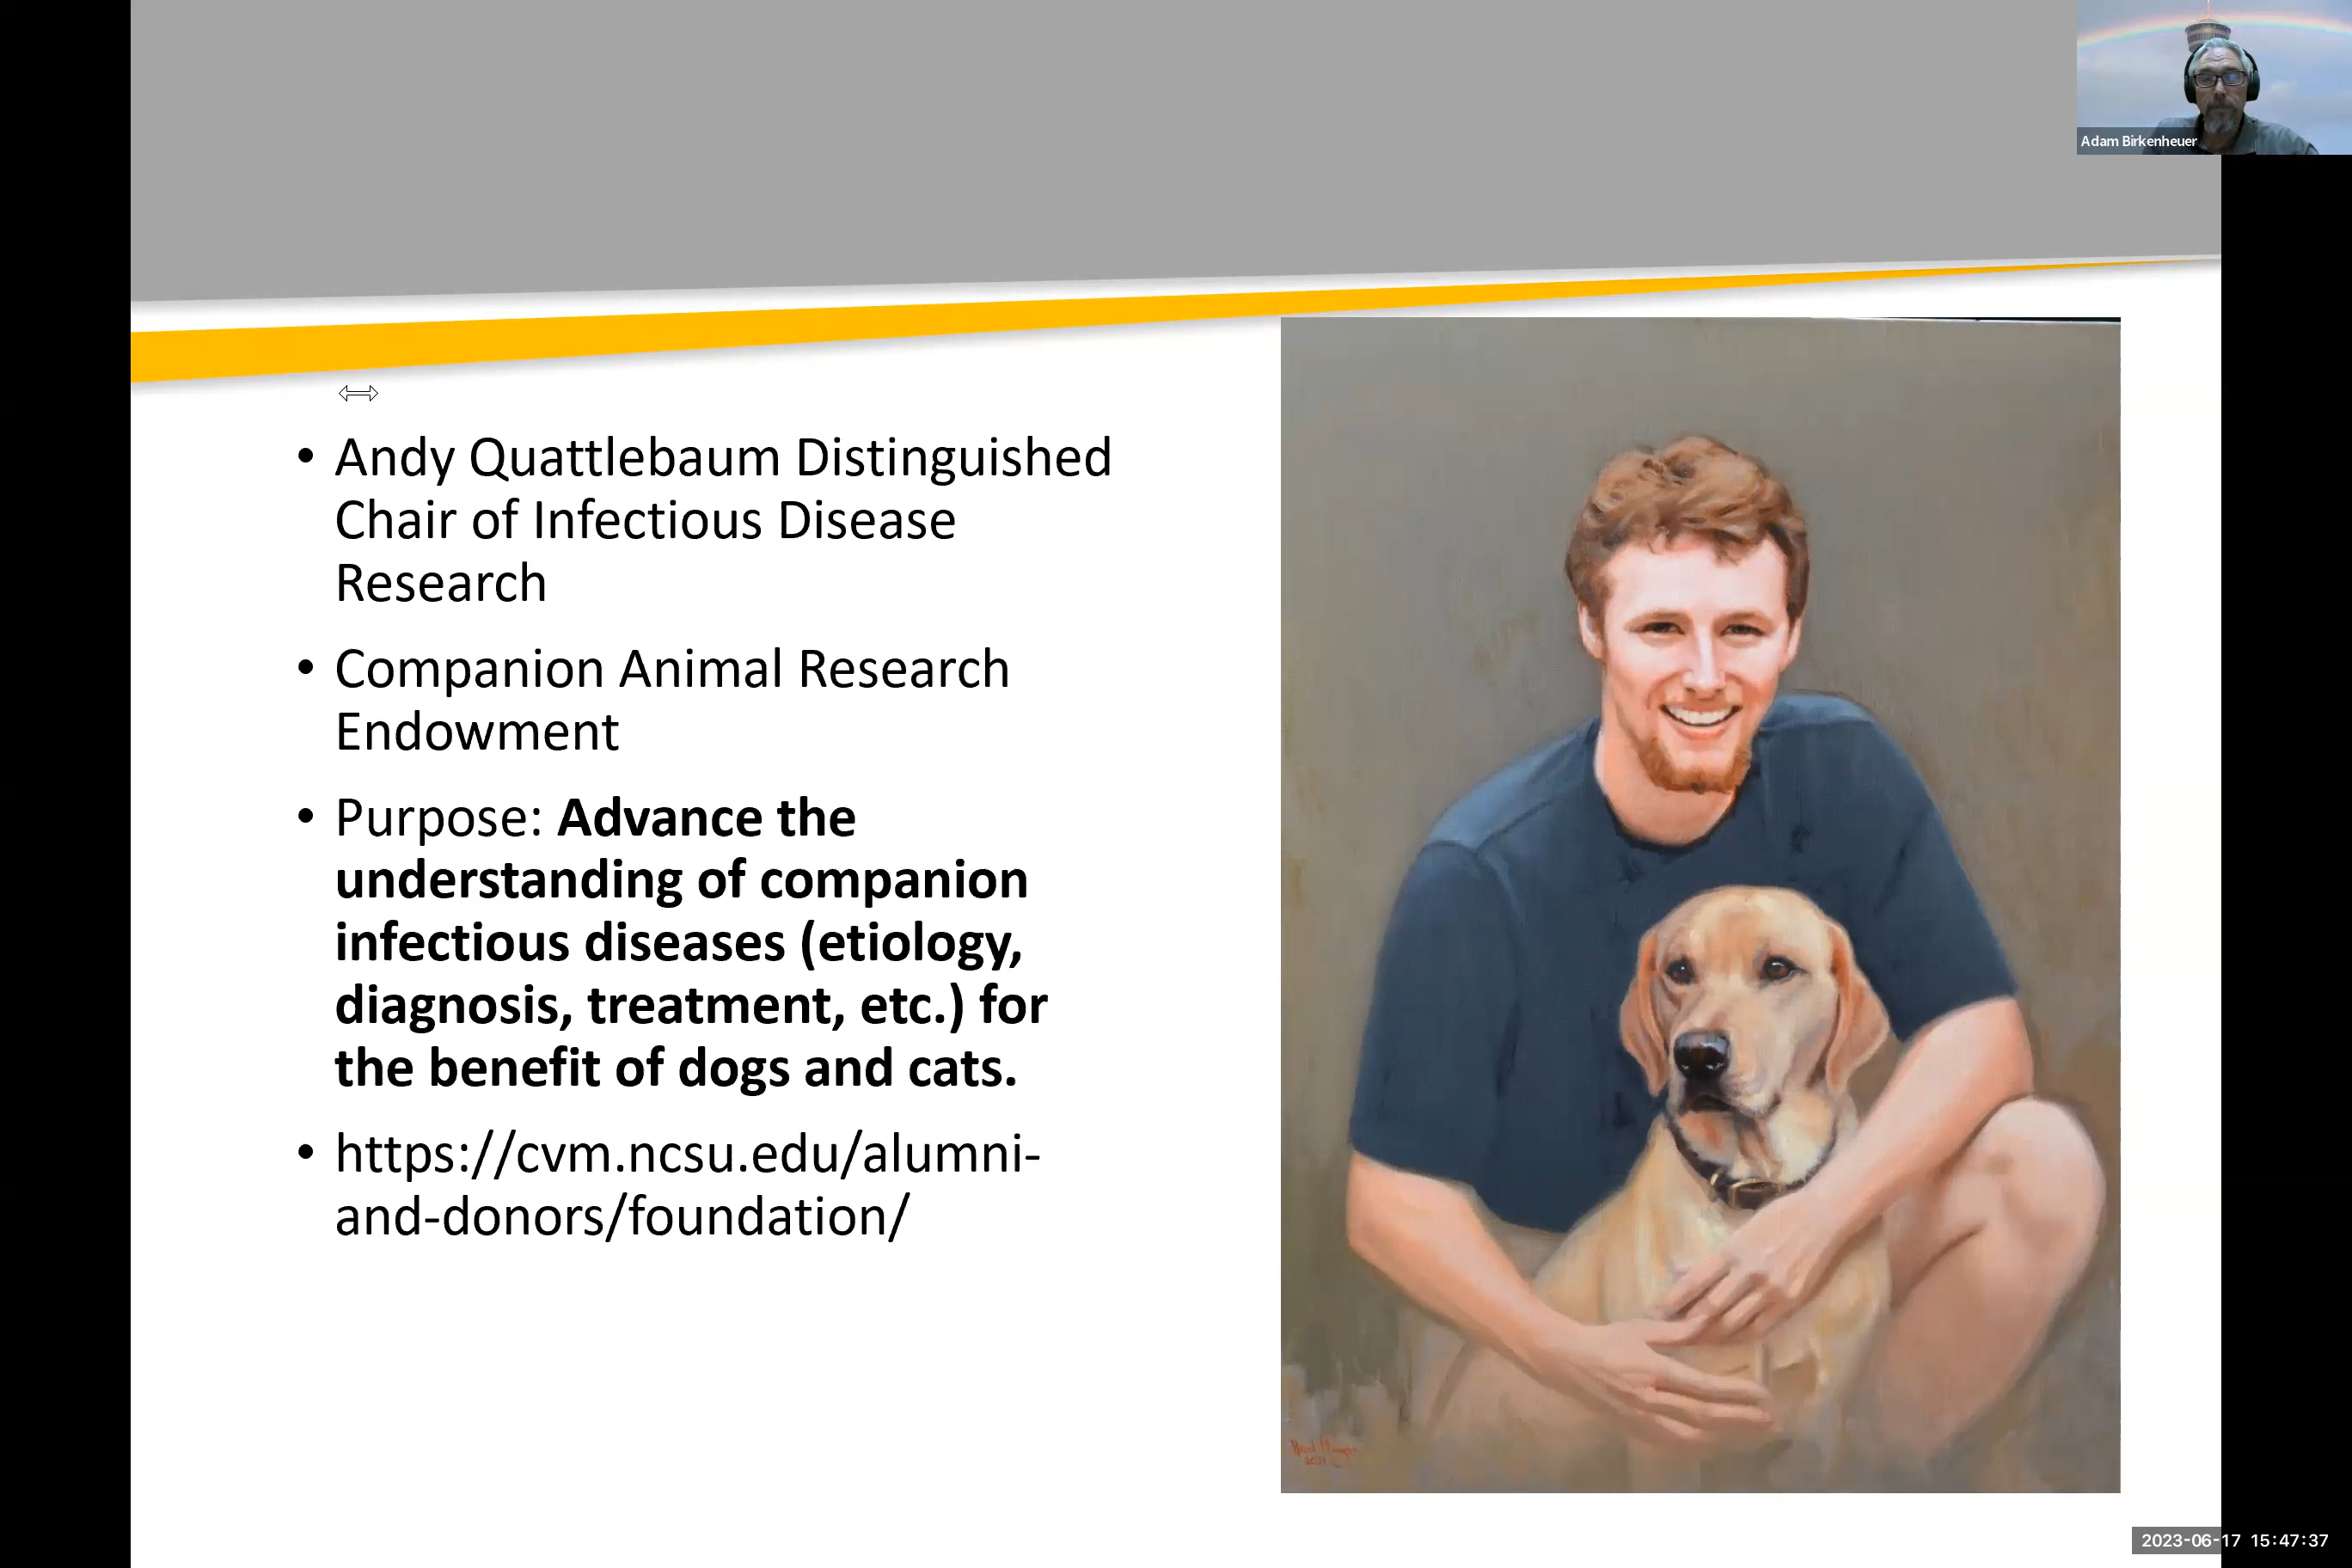 Adam Birkenheuer
• Andy Quattlebaum Distinguished
Chair of Infectious Disease
Research
• Companion Animal Research
Endowment
• Purpose: Advance the
understanding of companion
infectious diseases (etiology,
diagnosis, treatment, etc.) for
the benefit of dogs and cats.
• https://cvm.ncsu.edu/alumni-
and-donors/foundation/
2023-06-17 15:47:37